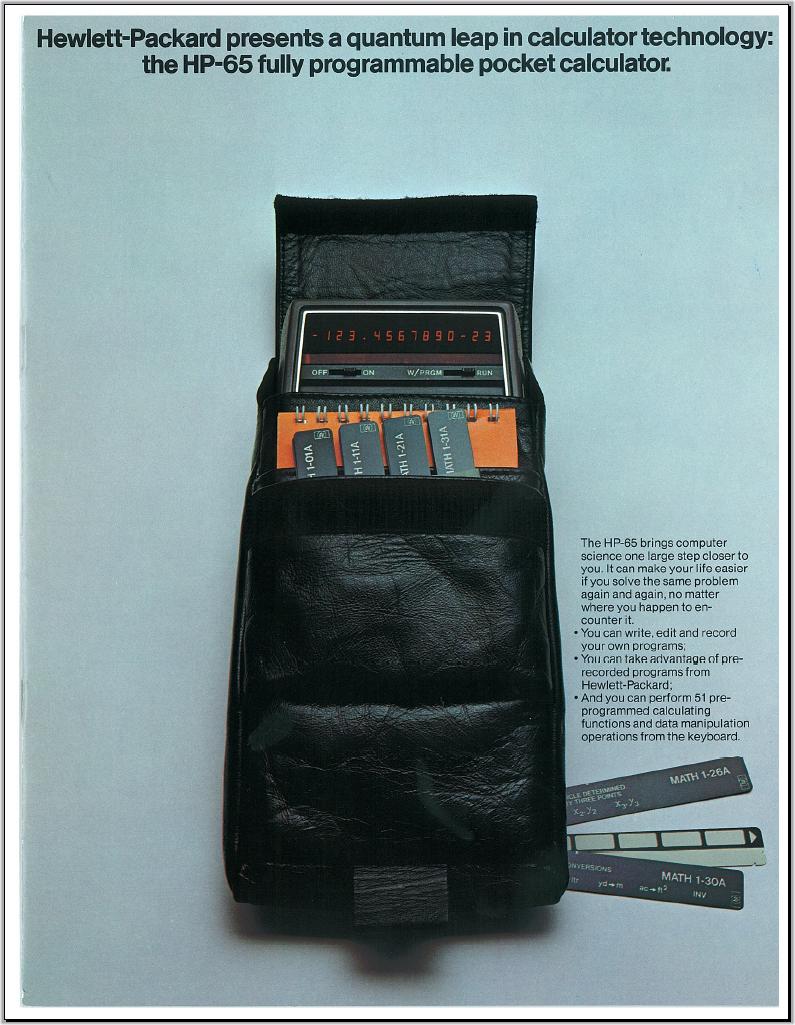 Hewlett-Packard presents a quantum leap in calculator technology:
the HP-65 fully programmable pocket calculator.
-123.4567890-23
OFF ON W/PRGM RUN
H 1-01A
H 1-11A
ATH 1-21A
MATH 1-31A
The HP-65 brings computer
science one large step closer to
you. It can make your life easier
if you solve the same problem
again and again, no matter
where you happen to en-
counter it.
• You can write, edit and record
your own programs;
• You can take advantage of pre-
recorded programs from
Hewlett-Packard;
• And you can perform 51 pre-
programmed calculating
functions and data manipulation
operations from the keyboard.
MATH 1-26A
CLE DETERMINED
Y THREE POINTS
x₂,y₂ x₃,y₃
MATH 1-30A
ONVERSIONS
ltr yd→m ac→ft² INV